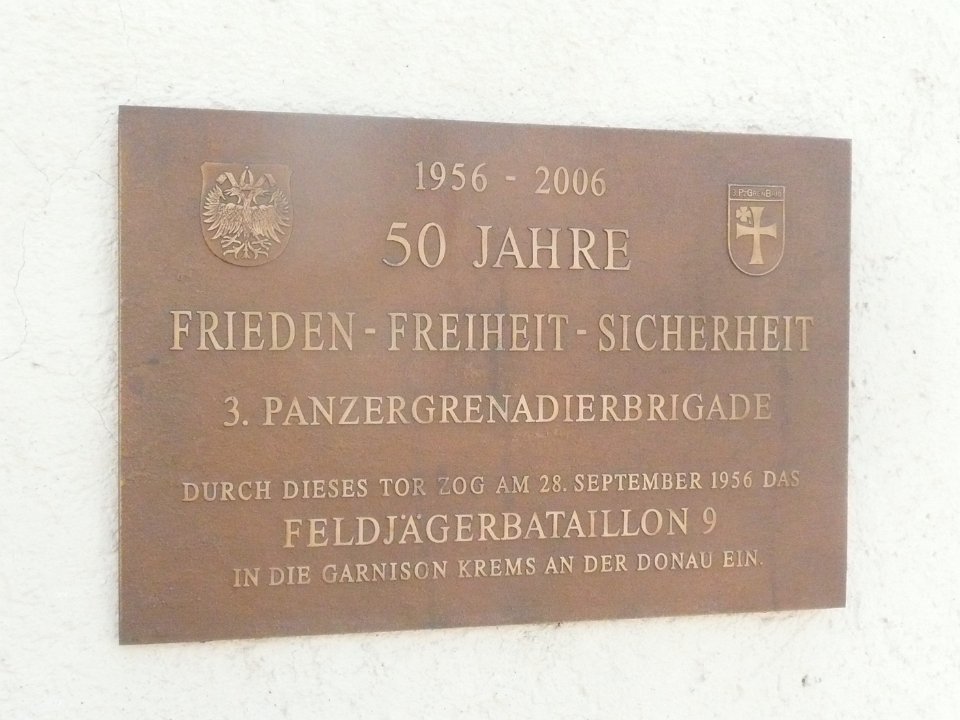 1956 - 2006
50 JAHRE
FRIEDEN - FREIHEIT - SICHERHEIT
3. PANZERGRENADIERBRIGADE
DURCH DIESES TOR ZOG AM 28. SEPTEMBER 1956 DAS
FELDJÄGERBATAILLON 9
IN DIE GARNISON KREMS AN DER DONAU EIN.